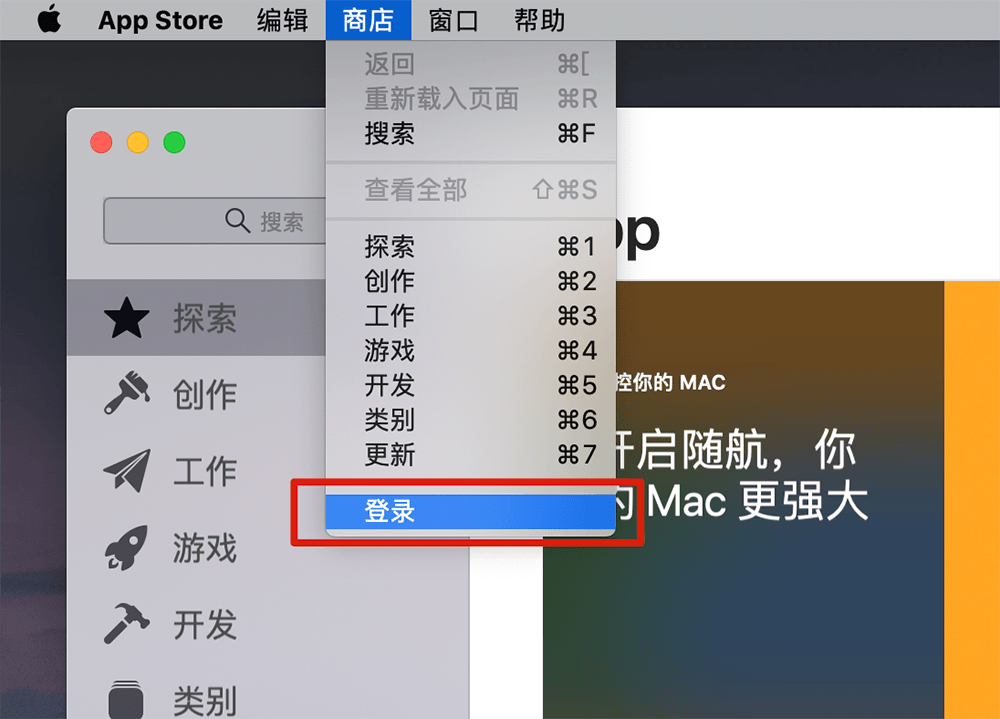 App Store 编辑 商店 窗口 帮助
返回 ⌘[
重新载入页面 ⌘R
搜索 ⌘F
查看全部 ⇧⌘S
探索 ⌘1
创作 ⌘2
工作 ⌘3
游戏 ⌘4
开发 ⌘5
类别 ⌘6
更新 ⌘7
登录
搜索
探索
创作
工作
游戏
开发
类别
pp
控你的 MAC
开启随航，你
的 Mac 更强大